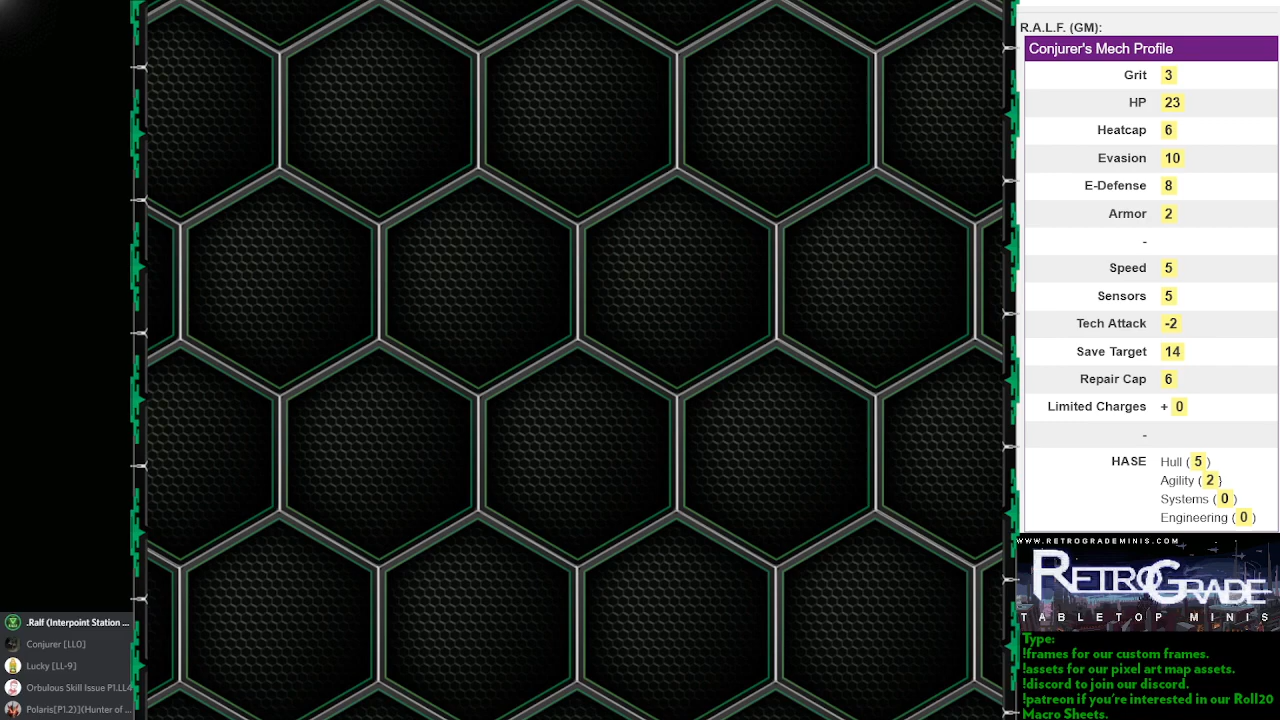 R.A.L.F. (GM):
Conjurer's Mech Profile
Grit 3
HP 23
Heatcap 6
Evasion 10
E-Defense 8
Armor 2
-
Speed 5
Sensors 5
Tech Attack -2
Save Target 14
Repair Cap 6
Limited Charges + 0
-
HASE Hull ( 5 )
Agility ( 2 )
Systems ( 0 )
Engineering ( 0 )
WWW.RETROGRADEMINIS.COM
RETROGRADE
TABLETOP MINIS
Type:
!frames for our custom frames.
!assets for our pixel art map assets.
!discord to join our discord.
!patreon if you're interested in our Roll20
Macro Sheets.
.Ralf (Interpoint Station ...
Conjurer [LL0]
Lucky [LL-9]
Orbulous Skill Issue P1.LL4
Polaris[P1.2)](Hunter of ...